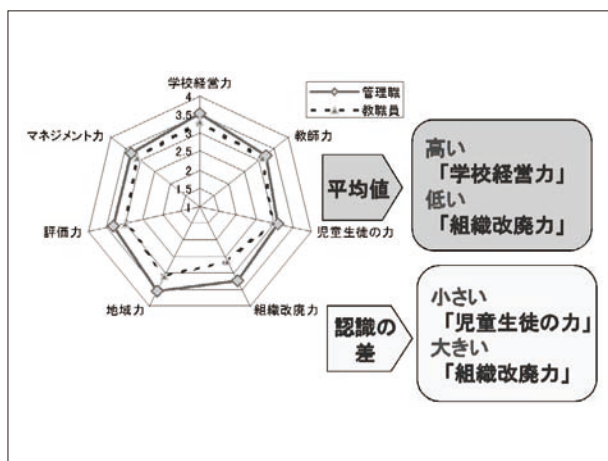 学校経営力
4
3.5
3
2.5
2
1.5
1
管理職
教職員
マネジメント力
教師力
評価力
児童生徒の力
地域力
組織改廃力
平均値
高い
「学校経営力」
低い
「組織改廃力」
認識の
差
小さい
「児童生徒の力」
大きい
「組織改廃力」